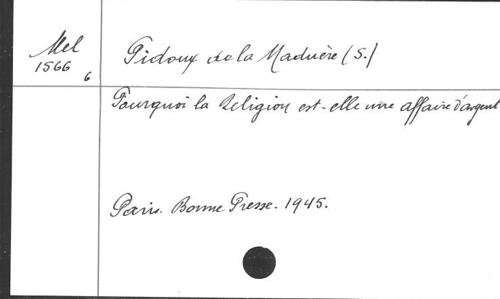 Mel
1566
6
Pidoux de la Maduère (S.)
Pourquoi la Religion est-elle une affaire d'argent
Paris. Bonne Presse. 1945.